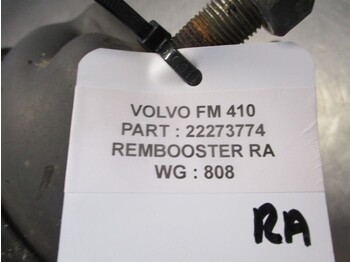 VOLVO FM 410
PART : 22273774
REMBOOSTER RA
WG : 808
RA